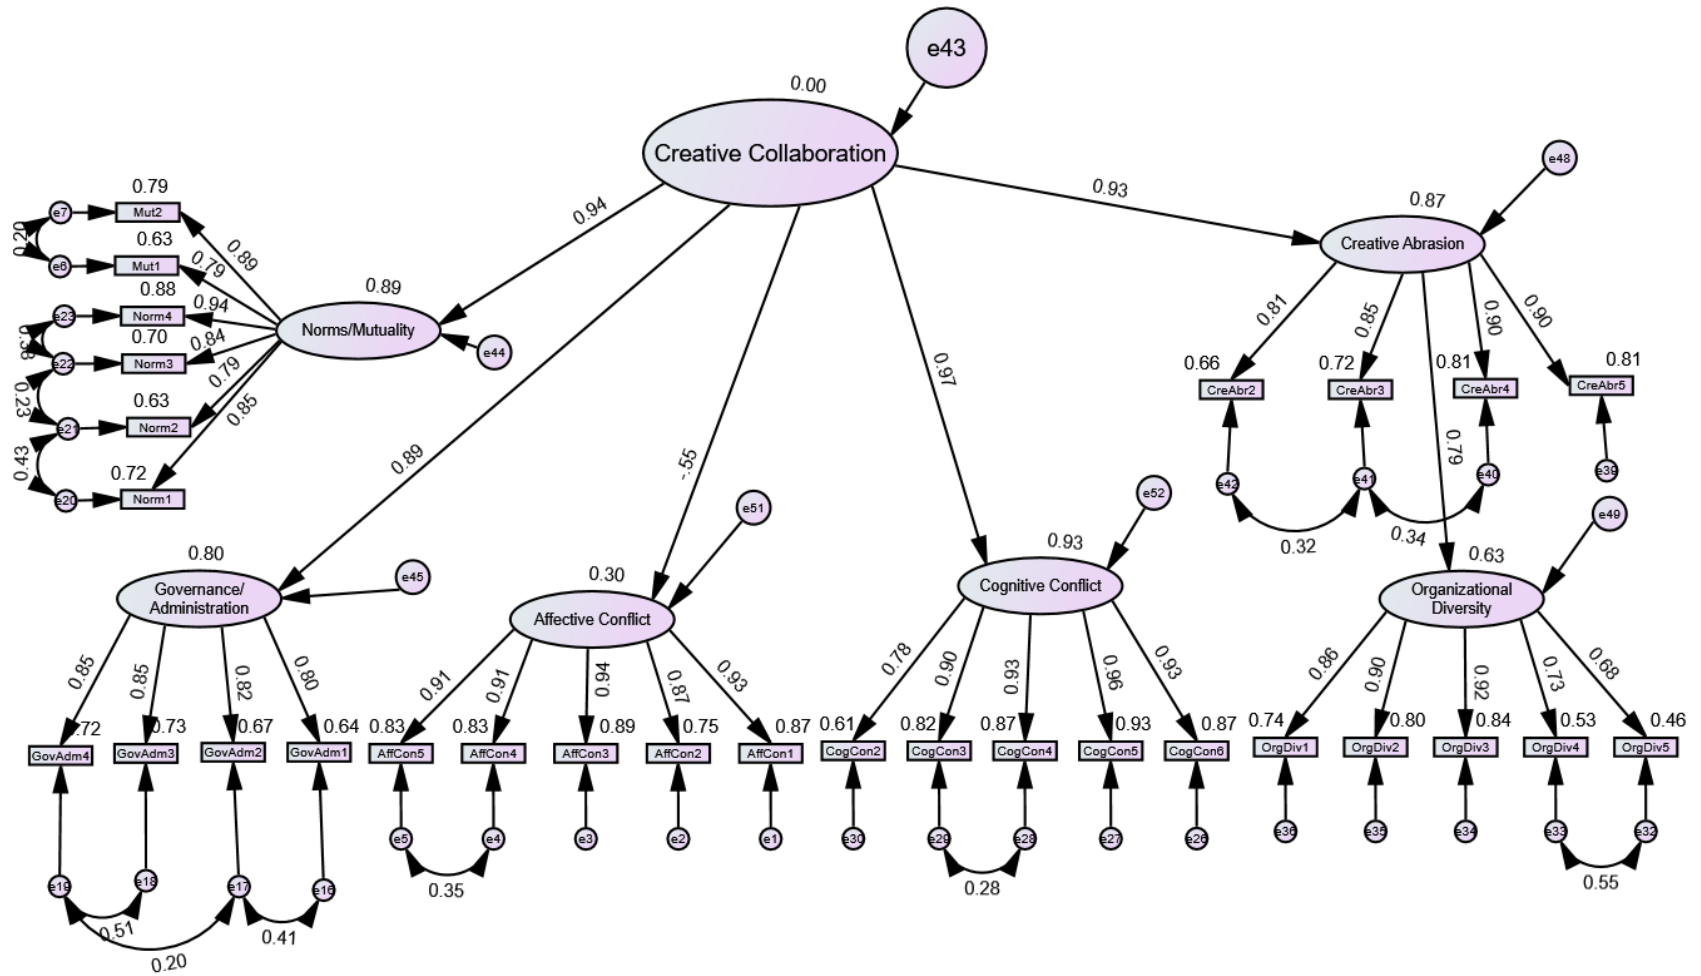 e43
0.00
Creative Collaboration
e48
0.93
0.87
Creative Abrasion
0.94
0.81
0.85
0.90
0.90
0.66
CreAbr2
0.72
CreAbr3
0.81
CreAbr4
0.81
CreAbr5
e42
e41
e40
e39
0.32
0.34
0.79
e49
0.63
Organizational
Diversity
0.86
0.90
0.92
0.73
0.68
0.74
OrgDiv1
0.80
OrgDiv2
0.84
OrgDiv3
0.53
OrgDiv4
0.46
OrgDiv5
e36
e35
e34
e33
e32
0.55
0.79
e7
Mut2
0.20
0.63
e6
Mut1
0.88
e23
Norm4
0.38
0.70
e22
Norm3
0.23
0.63
e21
Norm2
0.43
0.72
e20
Norm1
0.89
0.79
0.94
0.84
0.79
0.85
0.89
Norms/Mutuality
e44
0.89
-.55
0.97
0.80
Governance/
Administration
e45
0.85
0.85
0.82
0.80
0.72
GovAdm4
0.73
GovAdm3
0.67
GovAdm2
0.64
GovAdm1
e19
e18
e17
e16
0.51
0.20
0.41
e51
0.30
Affective Conflict
0.91
0.91
0.94
0.87
0.93
0.83
AffCon5
0.83
AffCon4
0.89
AffCon3
0.75
AffCon2
0.87
AffCon1
e5
e4
e3
e2
e1
0.35
e52
0.93
Cognitive Conflict
0.78
0.90
0.93
0.96
0.93
0.61
CogCon2
0.82
CogCon3
0.87
CogCon4
0.93
CogCon5
0.87
CogCon6
e30
e29
e28
e27
e26
0.28